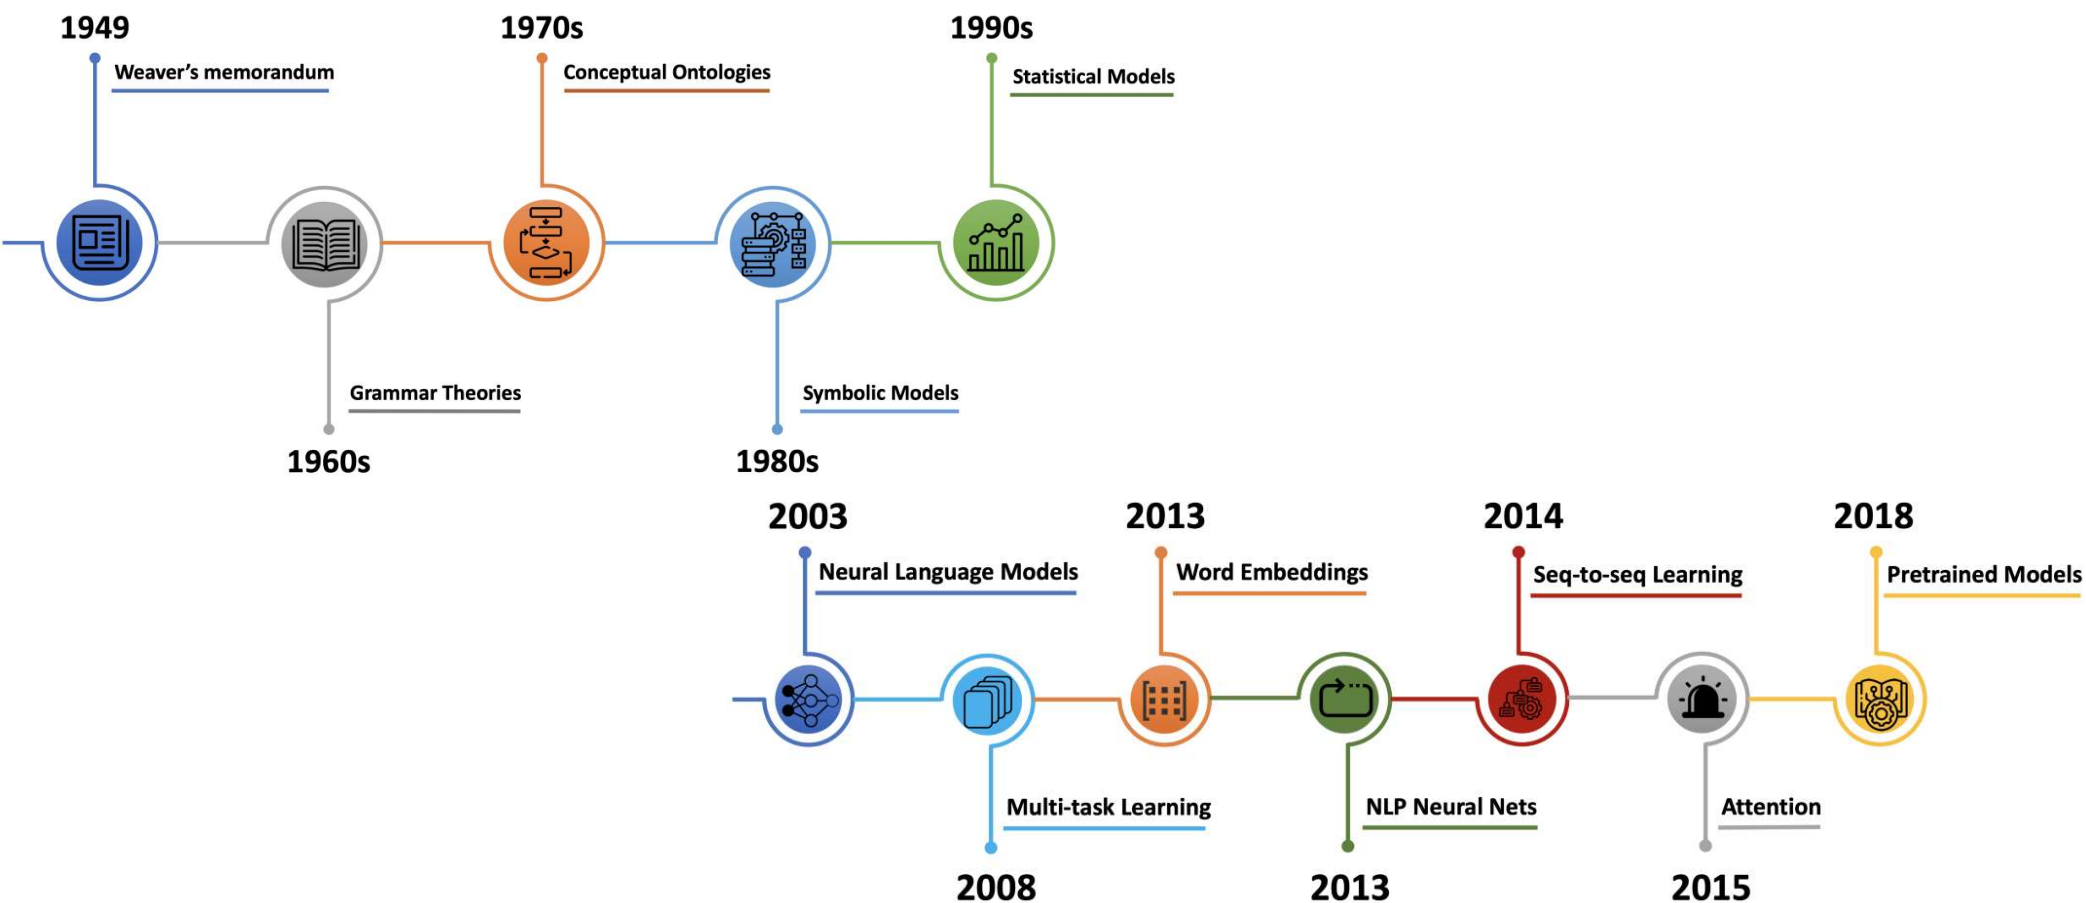 1949
Weaver's memorandum
1970s
Conceptual Ontologies
1990s
Statistical Models
Grammar Theories
1960s
Symbolic Models
1980s
2003
Neural Language Models
2013
Word Embeddings
2014
Seq-to-seq Learning
2018
Pretrained Models
Multi-task Learning
2008
NLP Neural Nets
2013
Attention
2015